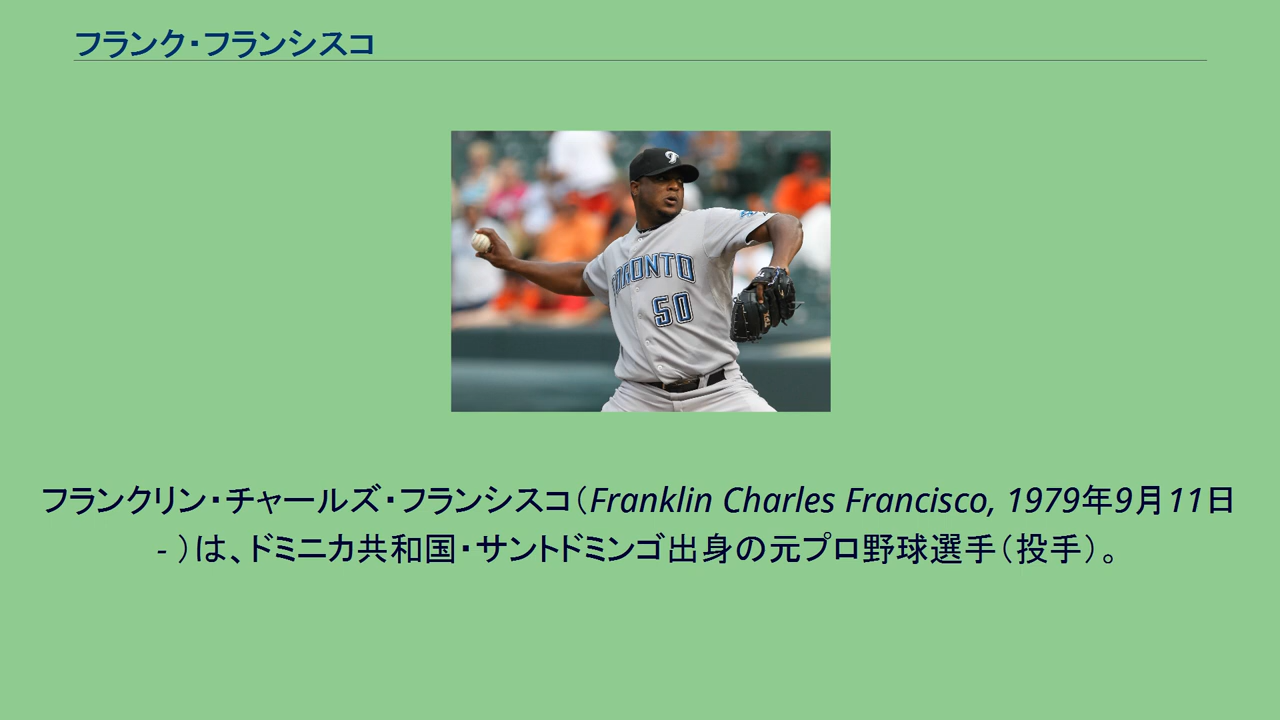 フランク・フランシスコ
TORONTO
50
フランクリン・チャールズ・フランシスコ（Franklin Charles Francisco, 1979年9月11日
- ）は、ドミニカ共和国・サントドミンゴ出身の元プロ野球選手（投手）。